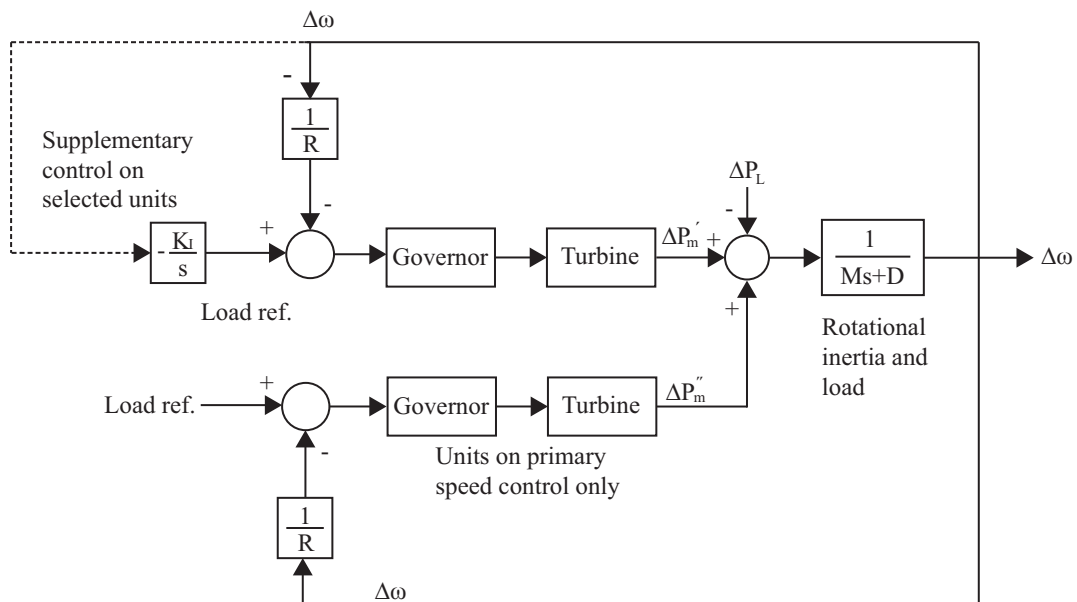 Δω
-
1
R
Supplementary
control on
selected units
-
ΔP_L
-
+
- K_I
s
Governor
Turbine
ΔP_m′
+
1
Ms+D
Δω
Load ref.
+
Rotational
inertia and
load
+
Load ref.
Governor
Turbine
ΔP_m″
-
Units on primary
speed control only
1
R
Δω